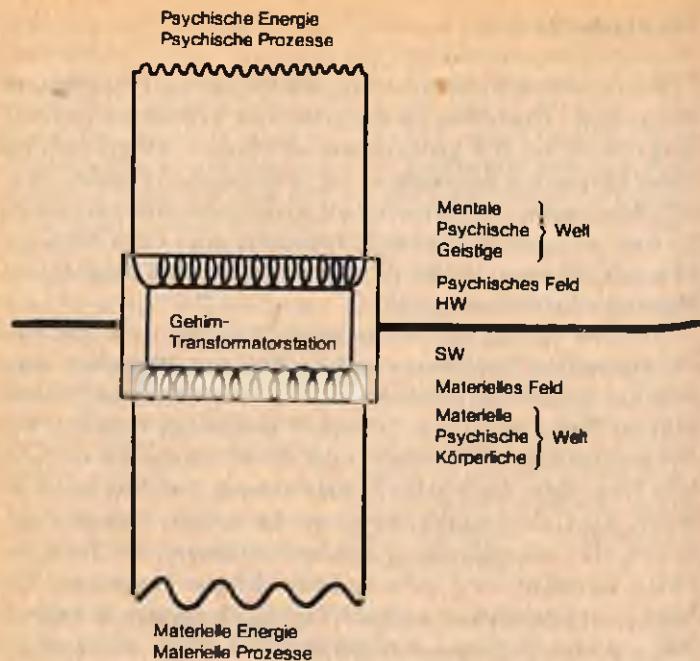 Psychische Energie
Psychische Prozesse
Mentale
Psychische } Welt
Geistige
Psychisches Feld
HW
Gehirn-
Transformatorstation
SW
Materielles Feld
Materielle
Psychische } Welt
Körperliche
Materielle Energie
Materielle Prozesse